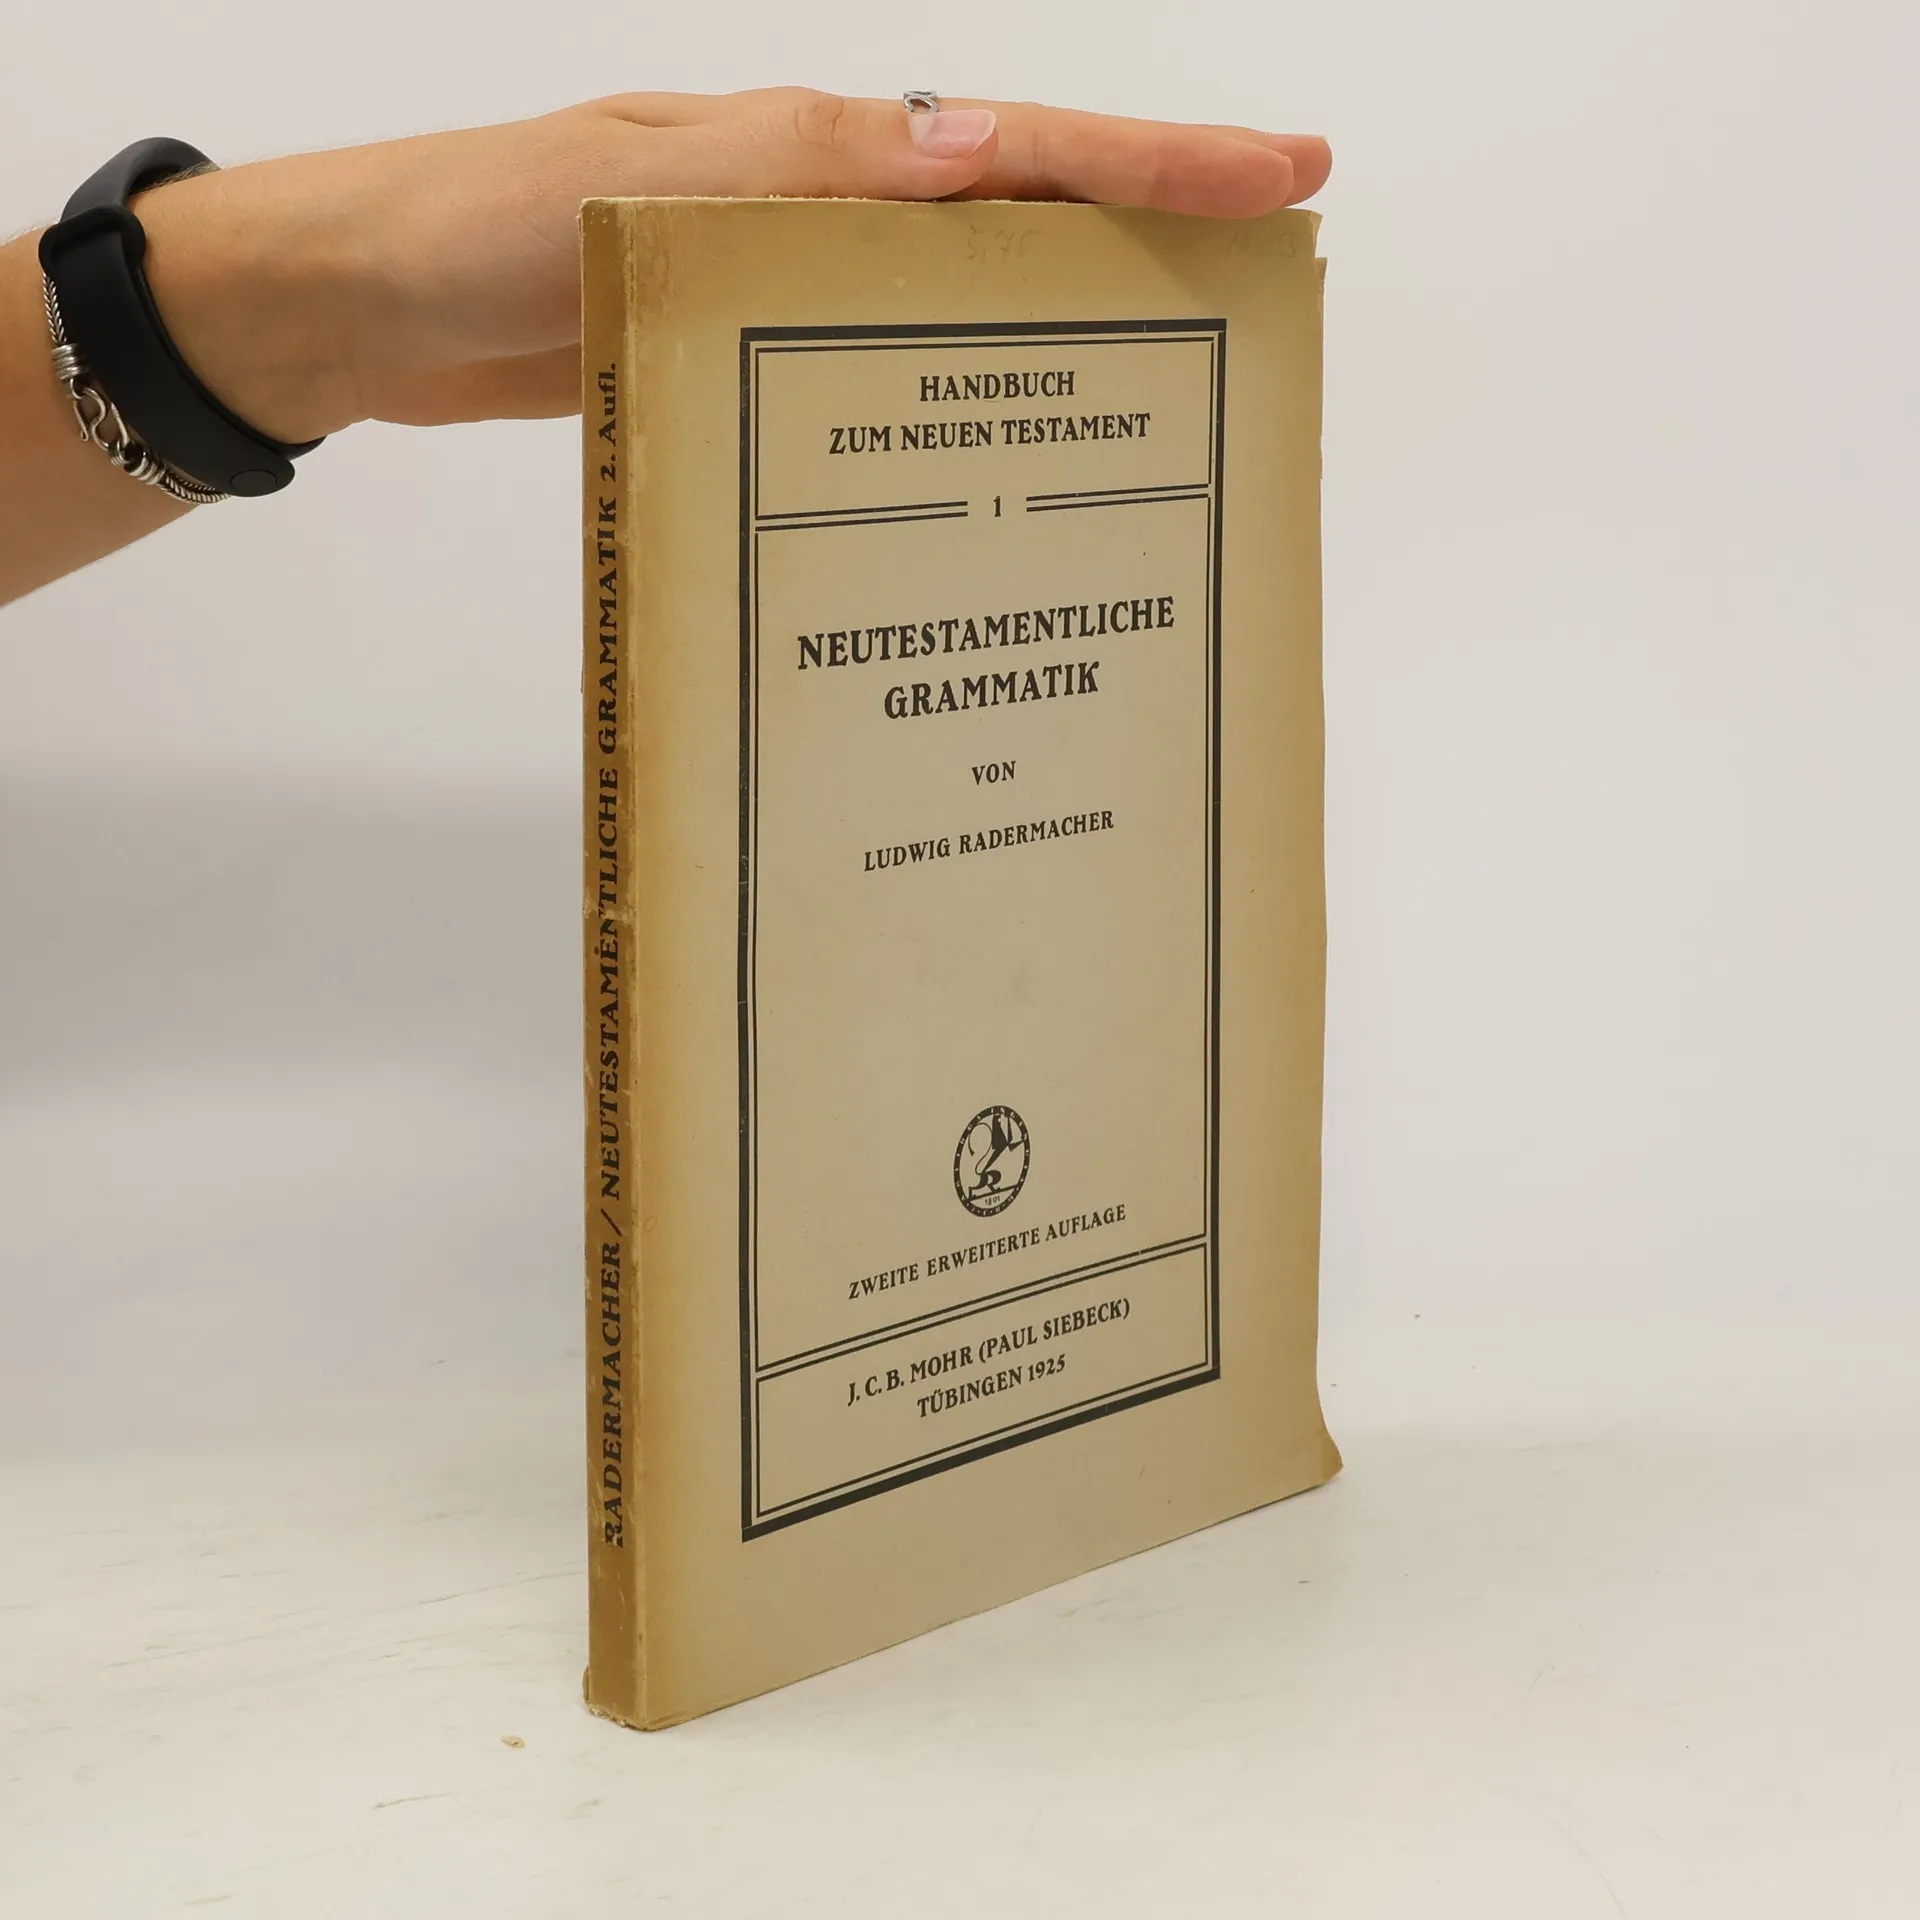 HANDBUCH
ZUM NEUEN TESTAMENT
1
NEUTESTAMENTLICHE
GRAMMATIK
VON
LUDWIG RADERMACHER
1801
ZWEITE ERWEITERTE AUFLAGE
J. C. B. MOHR (PAUL SIEBECK)
TÜBINGEN 1925
RADERMACHER / NEUTESTAMENTLICHE GRAMMATIK 2. Aufl.